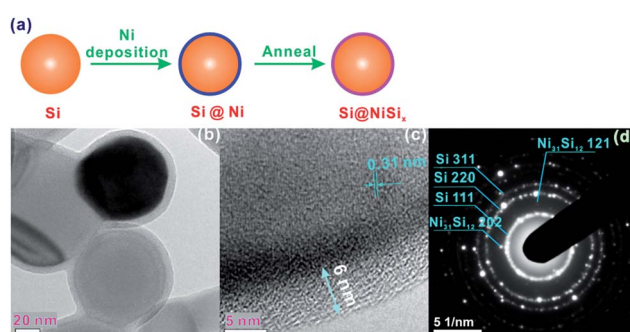 (a)
Ni
deposition
Anneal
Si
Si @ Ni
Si@NiSiₓ
(b)
20 nm
(c)
0.31 nm
6 nm
5 nm
(d)
Ni₃₁Si₁₂ 121
Si 311
Si 220
Si 111
Ni₃₁Si₁₂ 202
5 1/nm